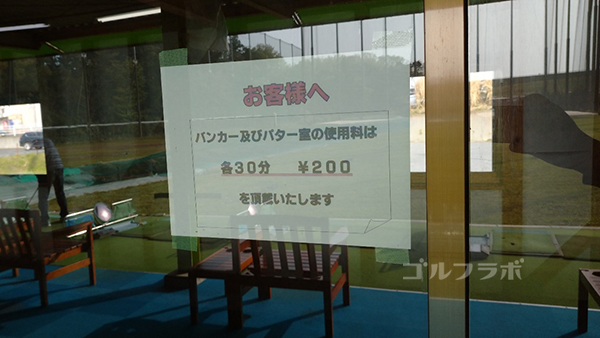 お客様へ
バンカー及びパター室の使用料は
各30分 ￥200
を頂戴いたします
ゴルフラボ